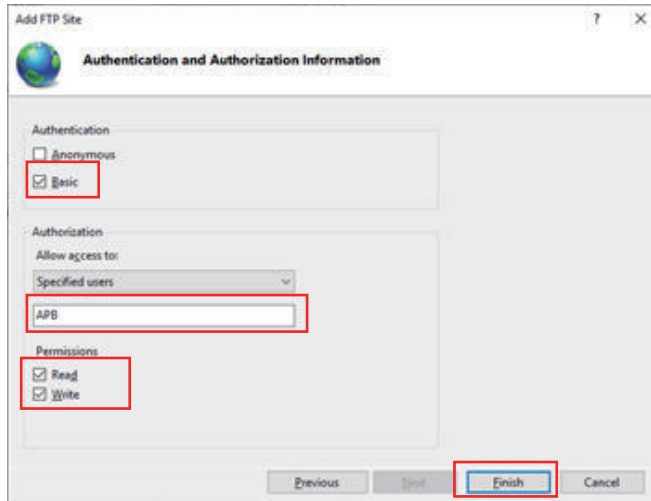 Add FTP Site
?
Authentication and Authorization Information
Authentication
Anonymous
Basic
Authorization
Allow access to:
Specified users
APB
Permissions
Read
Write
Previous
Next
Finish
Cancel